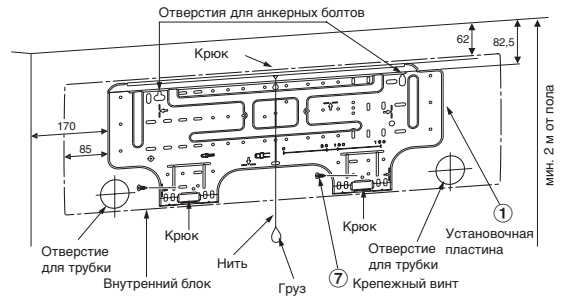 Отверстия для анкерных болтов
62
82,5
Крюк
170
85
мин. 2 м от пола
1
Установочная
пластина
Отверстие
для трубки
Крюк
Внутренний блок
Нить
Груз
7 Крепежный винт
Крюк
Отверстие
для трубки